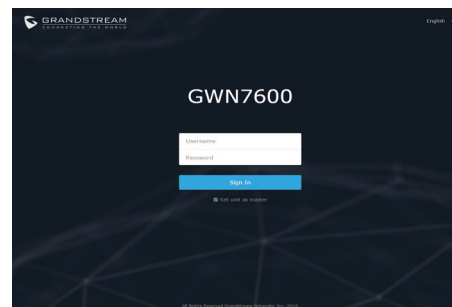 GRANDSTREAM
CONNECTING THE WORLD
English
GWN7600
Username
Password
Sign In
Set unit as master
All Rights Reserved Grandstream Networks, Inc. 2016